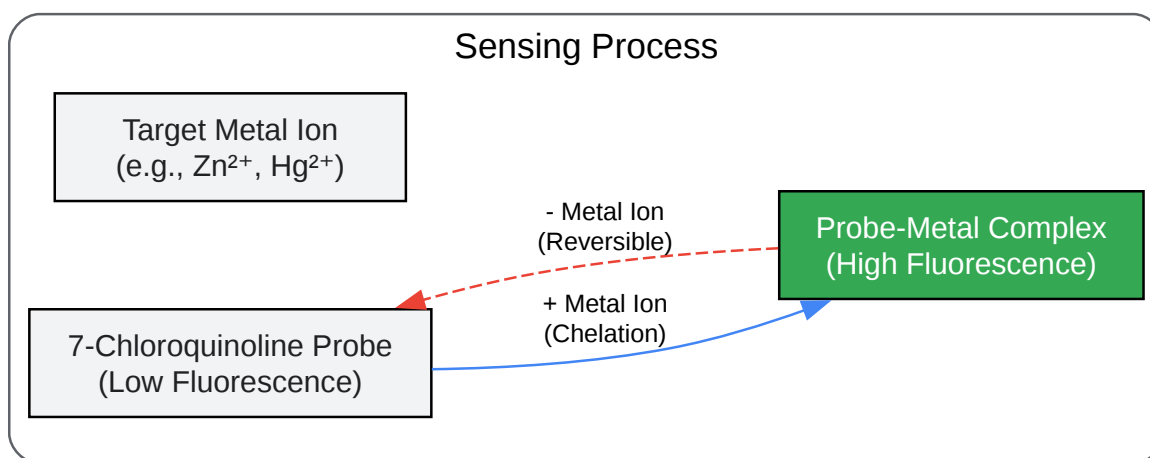 Sensing Process
Target Metal Ion
(e.g., Zn²⁺, Hg²⁺)
- Metal Ion
(Reversible)
Probe-Metal Complex
(High Fluorescence)
+ Metal Ion
(Chelation)
7-Chloroquinoline Probe
(Low Fluorescence)